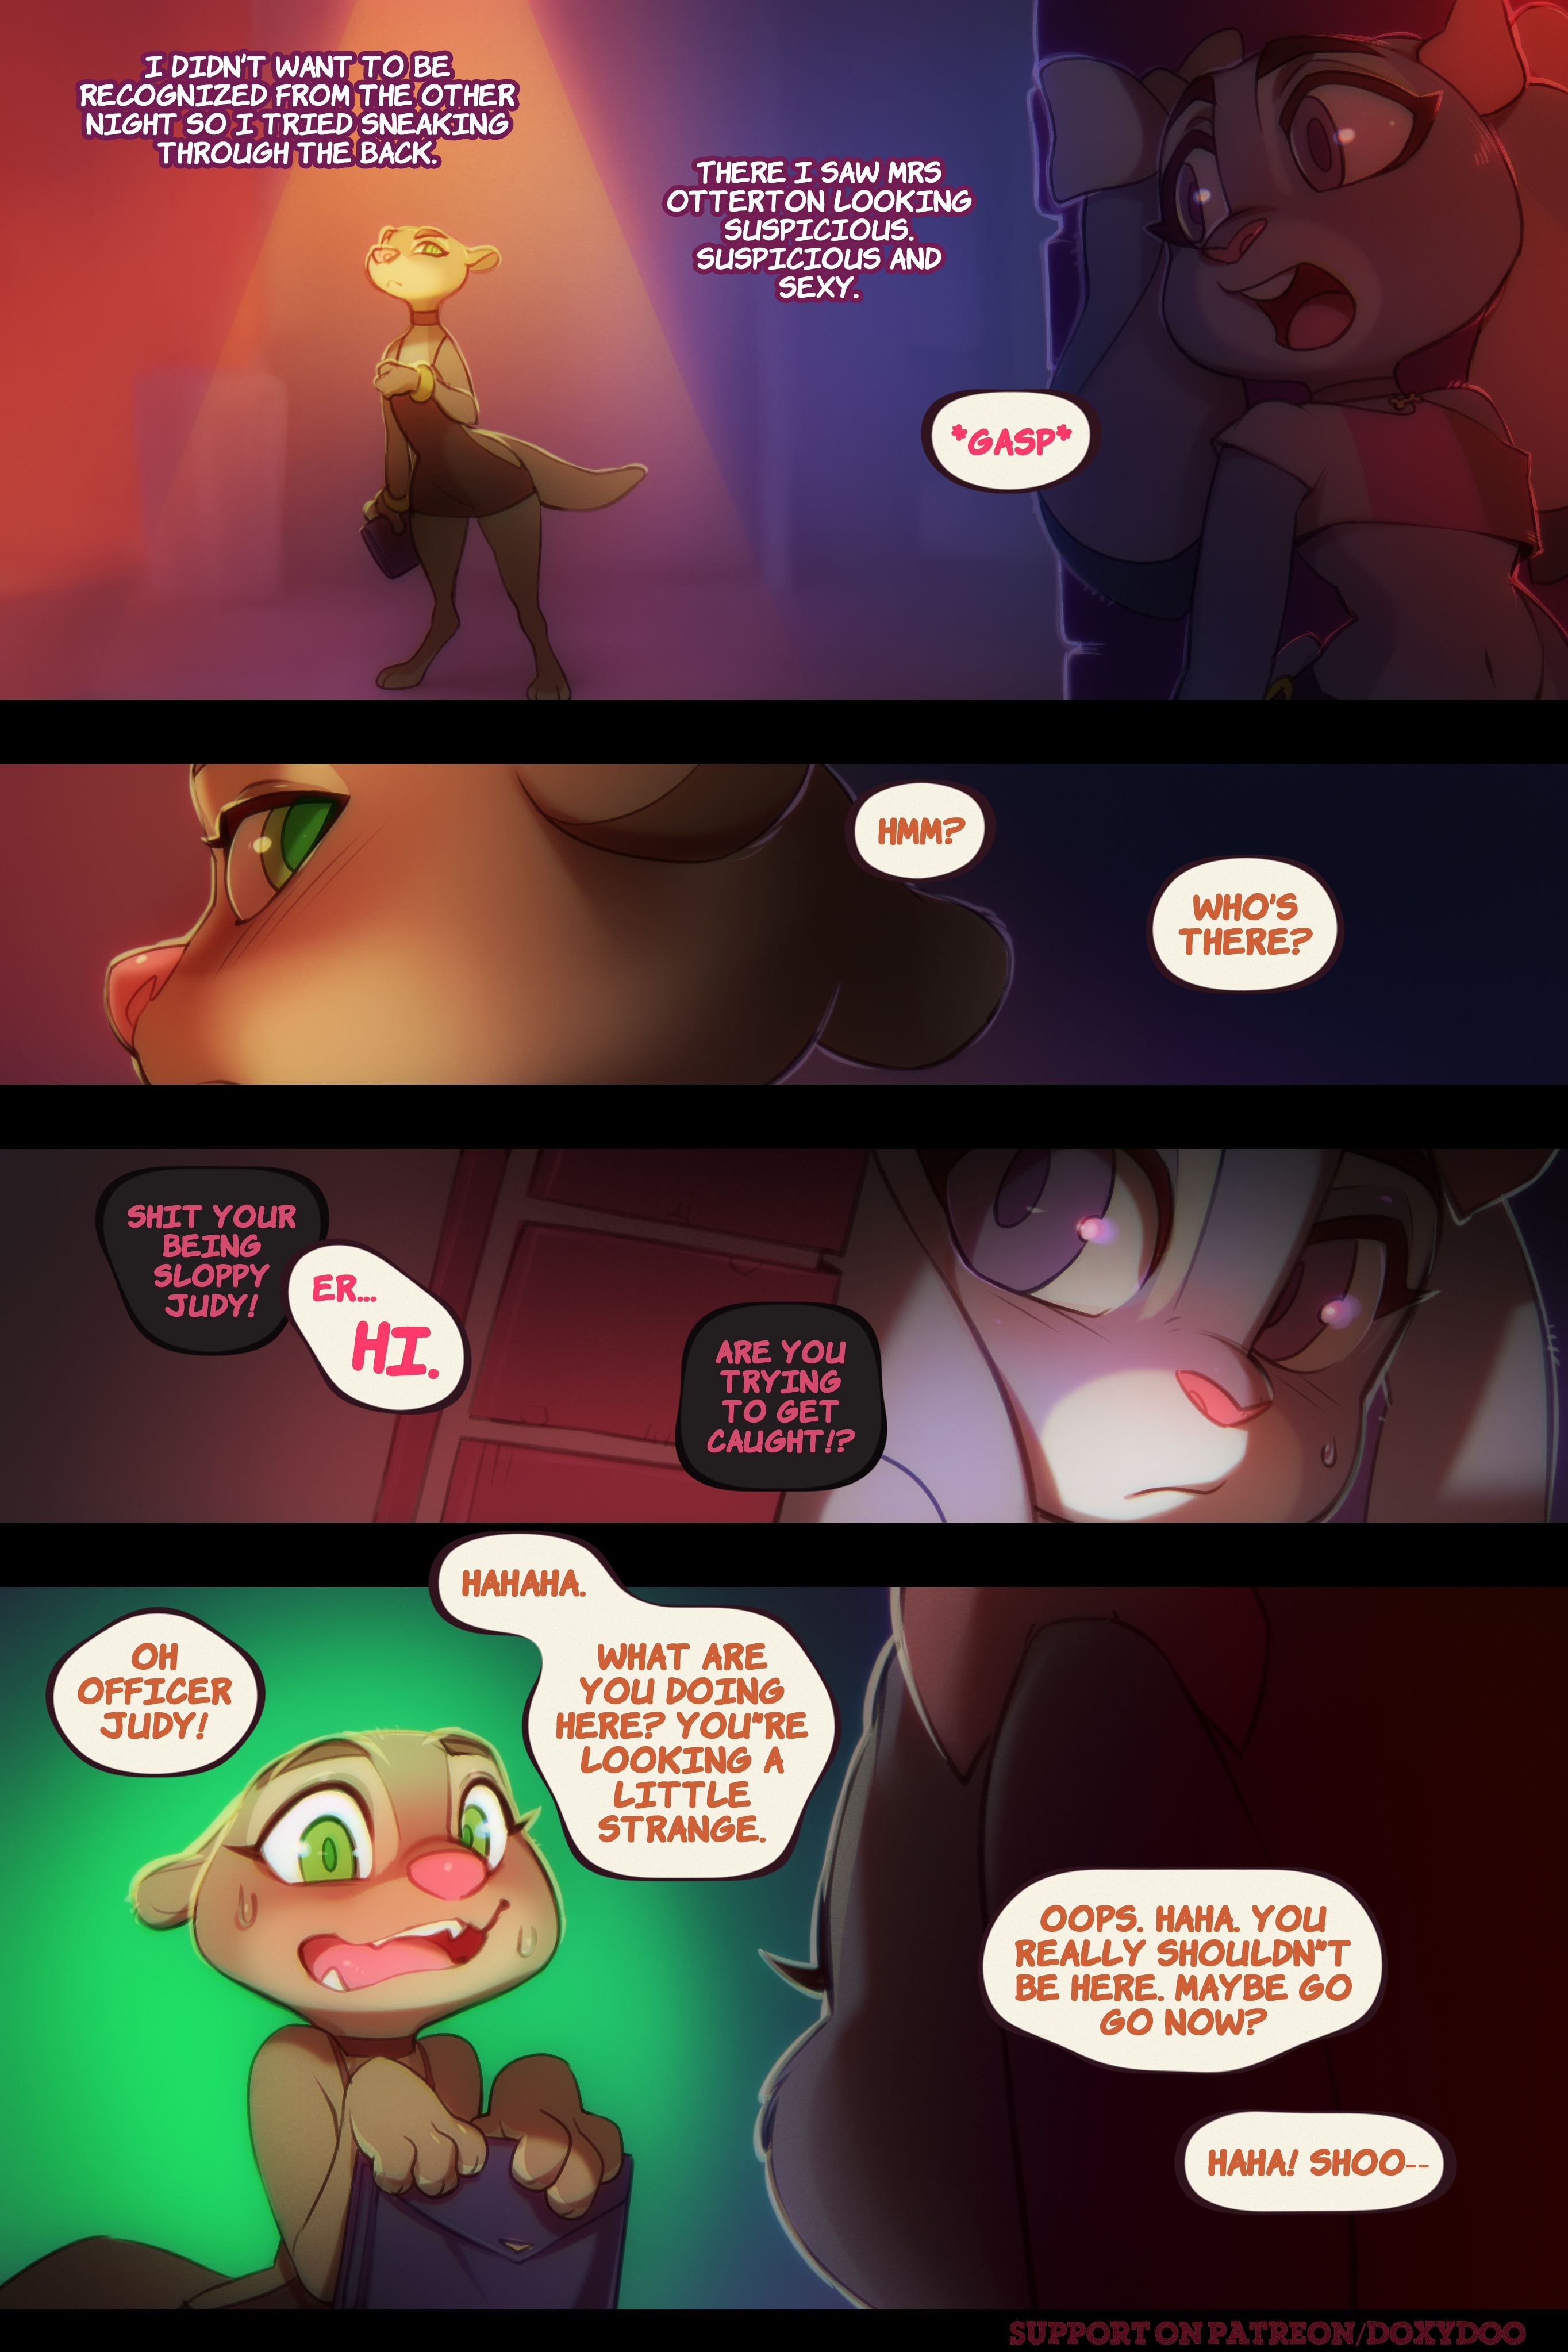 I DIDN'T WANT TO BE
RECOGNIZED FROM THE OTHER
NIGHT SO I TRIED SNEAKING
THROUGH THE BACK.
THERE I SAW MRS
OTTERTON LOOKING
SUSPICIOUS.
SUSPICIOUS AND
SEXY.
*GASP*
HMM?
WHO'S
THERE?
SHIT YOUR
BEING
SLOPPY
JUDY!
ER...
HI.
ARE YOU
TRYING
TO GET
CAUGHT!?
OH
OFFICER
JUDY!
HAHAHA.
WHAT ARE
YOU DOING
HERE? YOU"RE
LOOKING A
LITTLE
STRANGE.
OOPS. HAHA. YOU
REALLY SHOULDN"T
BE HERE. MAYBE GO
GO NOW?
HAHA! SHOO--
SUPPORT ON PATREON/DOXYDOO